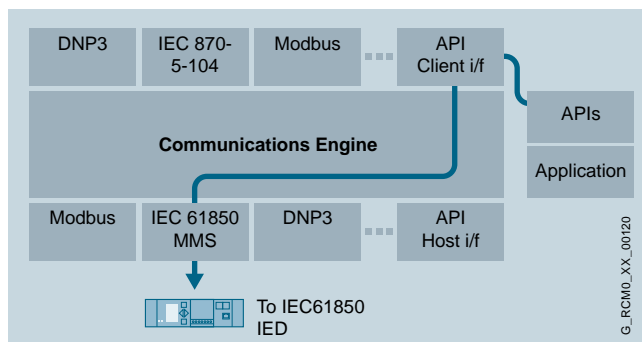 DNP3
IEC 870-
5-104
Modbus
API
Client i/f
APIs
Communications Engine
Application
Modbus
IEC 61850
MMS
DNP3
API
Host i/f
To IEC61850
IED
G_RCM0_XX_00120